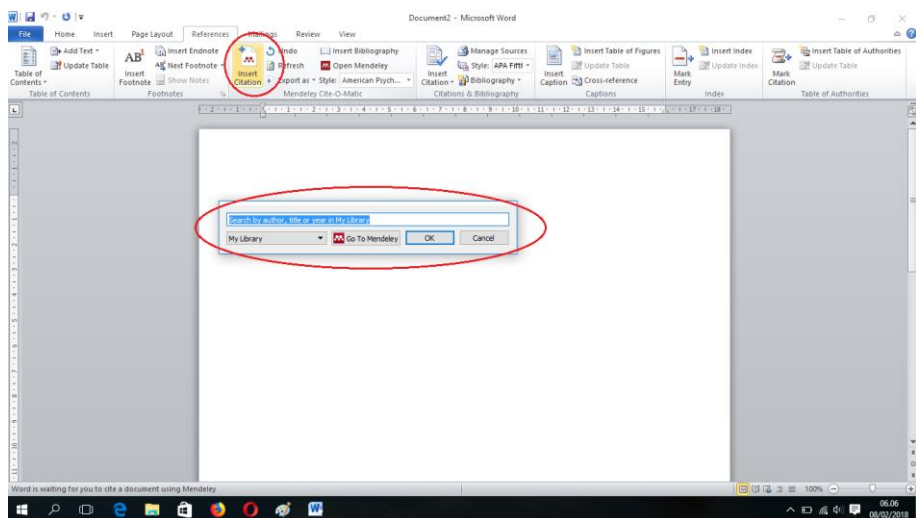 Document2 - Microsoft Word
File Home Insert Page Layout References Mailings Review View
Table of Contents
Add Text
Update Table
Table of Contents
AB¹ Insert Footnote
Insert Endnote
Next Footnote
Show Notes
Footnotes
Insert Citation
Undo
Refresh
Export as
Insert Bibliography
Open Mendeley
Style: American Psych...
Mendeley Cite-O-Matic
Insert Citation
Manage Sources
Style: APA Fifth
Bibliography
Citations & Bibliography
Insert Caption
Insert Table of Figures
Update Table
Cross-reference
Captions
Mark Entry
Insert Index
Update Index
Index
Mark Citation
Insert Table of Authorities
Update Table
Table of Authorities
Search by author, title or year in My Library
My Library Go To Mendeley OK Cancel
Word is waiting for you to cite a document using Mendeley
100%
06.06
08/02/2018